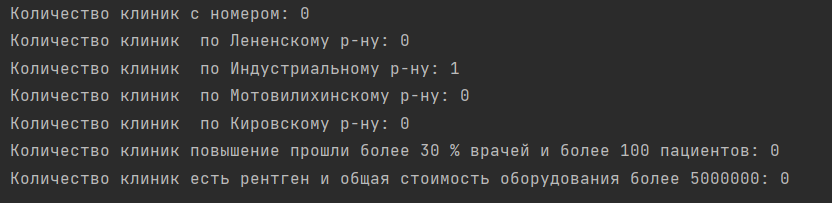 Количество клиник с номером: 0
Количество клиник  по Лененскому р-ну: 0
Количество клиник  по Индустриальному р-ну: 1
Количество клиник  по Мотовилихинскому р-ну: 0
Количество клиник  по Кировскому р-ну: 0
Количество клиник повышение прошли более 30 % врачей и более 100 пациентов: 0
Количество клиник есть рентген и общая стоимость оборудования более 5000000: 0